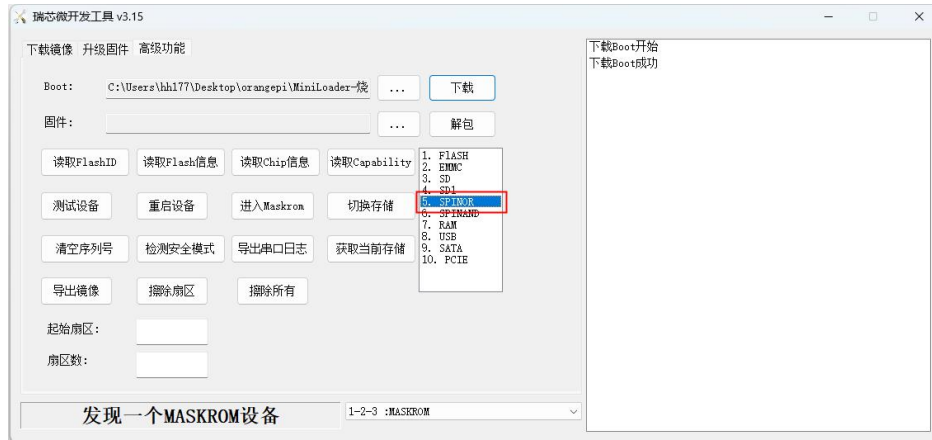 瑞芯微开发工具 v3.15
下载镜像 升级固件 高级功能
Boot: C:\Users\hh177\Desktop\orangepi\MiniLoader-烧 ... 下载
固件: ... 解包
读取FlashID 读取Flash信息 读取Chip信息 读取Capability
测试设备 重启设备 进入Maskrom 切换存储
清空序列号 检测安全模式 导出串口日志 获取当前存储
导出镜像 擦除扇区 擦除所有
1. FlASH
2. EMMC
3. SD
4. SD1
5. SPINOR
6. SPINAND
7. RAM
8. USB
9. SATA
10. PCIE
起始扇区:
扇区数:
发现一个MASKROM设备 1-2-3 :MASKROM
下载Boot开始
下载Boot成功